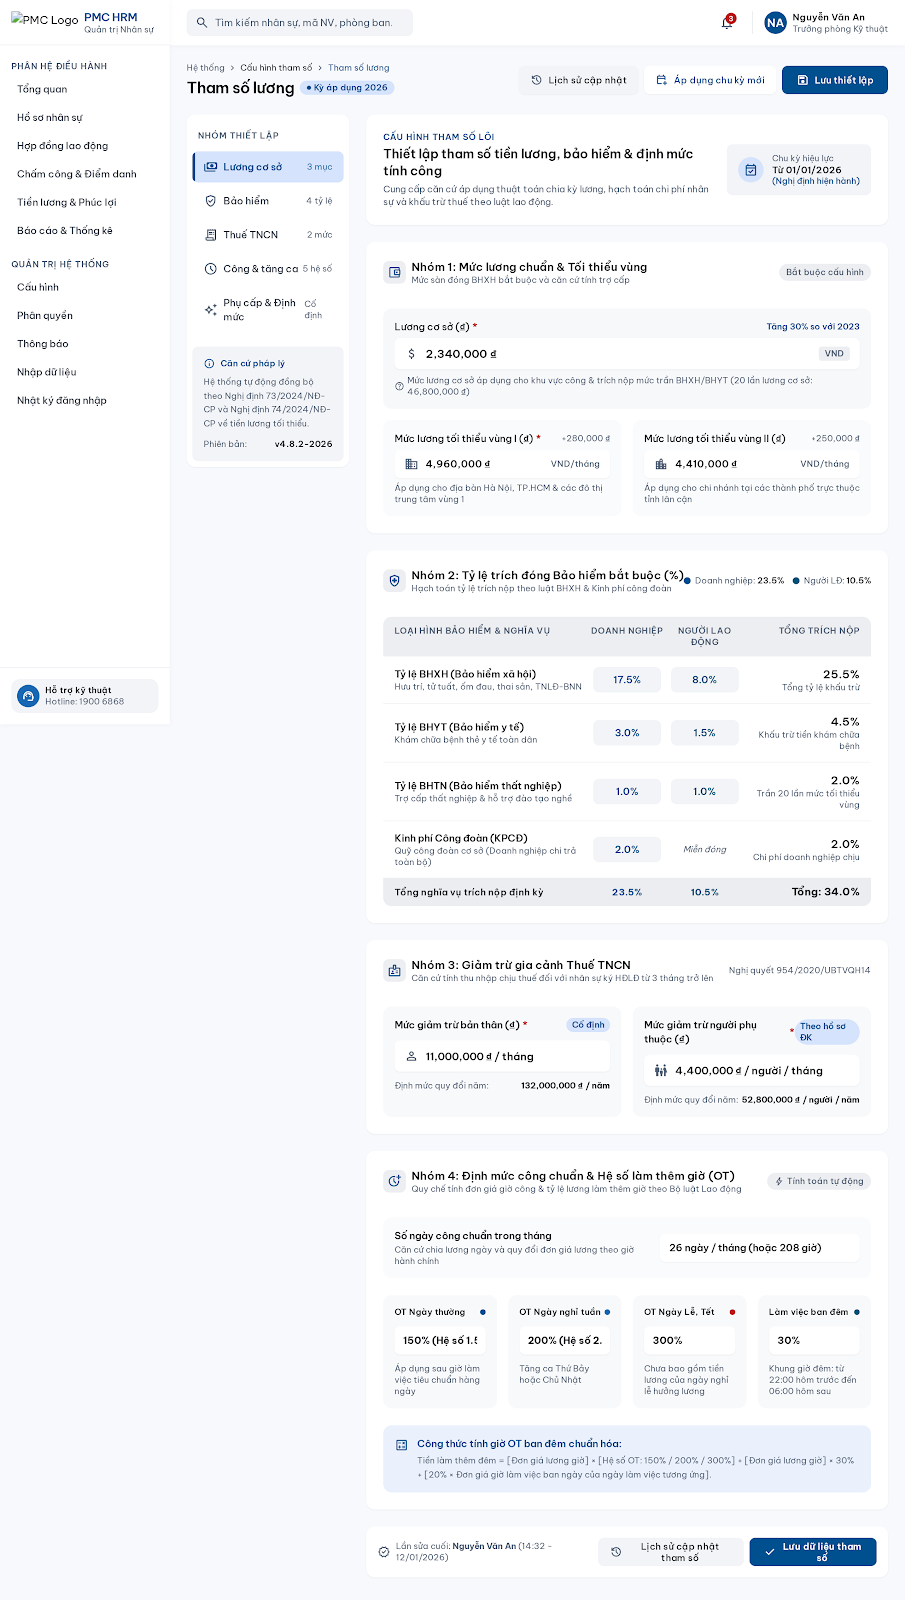 PMC Logo
PMC HRM
Quản trị Nhân sự
Tìm kiếm nhân sự, mã NV, phòng ban.
3
NA
Nguyễn Văn An
Trưởng phòng Kỹ thuật
PHÂN HỆ ĐIỀU HÀNH
Tổng quan
Hồ sơ nhân sự
Hợp đồng lao động
Chấm công & Điểm danh
Tiền lương & Phúc lợi
Báo cáo & Thống kê
QUẢN TRỊ HỆ THỐNG
Cấu hình
Phân quyền
Thông báo
Nhập dữ liệu
Nhật ký đăng nhập
Hỗ trợ kỹ thuật
Hotline: 1900 6868
Hệ thống > Cấu hình tham số > Tham số lương
Tham số lương
Kỳ áp dụng 2026
Lịch sử cập nhật
Áp dụng chu kỳ mới
Lưu thiết lập
NHÓM THIẾT LẬP
Lương cơ sở 3 mục
Bảo hiểm 4 tỷ lệ
Thuế TNCN 2 mức
Công & tăng ca 5 hệ số
Phụ cấp & Định mức Cố định
Căn cứ pháp lý
Hệ thống tự động đồng bộ
theo Nghị định 73/2024/NĐ-
CP và Nghị định 74/2024/NĐ-
CP về tiền lương tối thiểu.
Phiên bản: v4.8.2-2026
CẤU HÌNH THAM SỐ LÕI
Thiết lập tham số tiền lương, bảo hiểm & định mức
tính công
Cung cấp căn cứ áp dụng thuật toán chia kỳ lương, hạch toán chi phí nhân
sự và khấu trừ thuế theo luật lao động.
Chu kỳ hiệu lực
Từ 01/01/2026
(Nghị định hiện hành)
Nhóm 1: Mức lương chuẩn & Tối thiểu vùng
Mức sàn đóng BHXH bắt buộc và căn cứ tính trợ cấp
Bắt buộc cấu hình
Lương cơ sở (₫) *
Tăng 30% so với 2023
2,340,000 ₫
VND
Mức lương cơ sở áp dụng cho khu vực công & trích nộp mức trần BHXH/BHYT (20 lần lương cơ sở:
46,800,000 ₫)
Mức lương tối thiểu vùng I (₫) * +280,000 ₫
4,960,000 ₫ VND/tháng
Áp dụng cho địa bàn Hà Nội, TP.HCM & các đô thị
trung tâm vùng 1
Mức lương tối thiểu vùng II (₫) +250,000 ₫
4,410,000 ₫ VND/tháng
Áp dụng cho chi nhánh tại các thành phố trực thuộc
tỉnh lân cận
Nhóm 2: Tỷ lệ trích đóng Bảo hiểm bắt buộc (%)
Hạch toán tỷ lệ trích nộp theo luật BHXH & Kinh phí công đoàn
Doanh nghiệp: 23.5%
Người LĐ: 10.5%
LOẠI HÌNH BẢO HIỂM & NGHĨA VỤ DOANH NGHIỆP NGƯỜI LAO ĐỘNG TỔNG TRÍCH NỘP
Tỷ lệ BHXH (Bảo hiểm xã hội)
Hưu trí, tử tuất, ốm đau, thai sản, TNLĐ-BNN
17.5% 8.0% 25.5%
Tổng tỷ lệ khấu trừ
Tỷ lệ BHYT (Bảo hiểm y tế)
Khám chữa bệnh thẻ y tế toàn dân
3.0% 1.5% 4.5%
Khấu trừ tiền khám chữa
bệnh
Tỷ lệ BHTN (Bảo hiểm thất nghiệp)
Trợ cấp thất nghiệp & hỗ trợ đào tạo nghề
1.0% 1.0% 2.0%
Trần 20 lần mức tối thiểu
vùng
Kinh phí Công đoàn (KPCĐ)
Quỹ công đoàn cơ sở (Doanh nghiệp chi trả
toàn bộ)
2.0% Miễn đóng 2.0%
Chi phí doanh nghiệp chịu
Tổng nghĩa vụ trích nộp định kỳ 23.5% 10.5% Tổng: 34.0%
Nhóm 3: Giảm trừ gia cảnh Thuế TNCN
Căn cứ tính thu nhập chịu thuế đối với nhân sự ký HĐLĐ từ 3 tháng trở lên
Nghị quyết 954/2020/UBTVQH14
Mức giảm trừ bản thân (₫) * Cố định
11,000,000 ₫ / tháng
Định mức quy đổi năm: 132,000,000 ₫ / năm
Mức giảm trừ người phụ
thuộc (₫) *
Theo hồ sơ
ĐK
4,400,000 ₫ / người / tháng
Định mức quy đổi năm: 52,800,000 ₫ / người / năm
Nhóm 4: Định mức công chuẩn & Hệ số làm thêm giờ (OT)
Quy chế tính đơn giá giờ công & tỷ lệ lương làm thêm giờ theo Bộ luật Lao động
Tính toán tự động
Số ngày công chuẩn trong tháng
Căn cứ chia lương ngày và quy đổi đơn giá lương theo giờ
hành chính
26 ngày / tháng (hoặc 208 giờ)
OT Ngày thường
150% (Hệ số 1.5
Áp dụng sau giờ làm
việc tiêu chuẩn hàng
ngày
OT Ngày nghỉ tuần
200% (Hệ số 2.
Tăng ca Thứ Bảy
hoặc Chủ Nhật
OT Ngày Lễ, Tết
300%
Chưa bao gồm tiền
lương của ngày nghỉ
lễ hưởng lương
Làm việc ban đêm
30%
Khung giờ đêm: từ
22:00 hôm trước đến
06:00 hôm sau
Công thức tính giờ OT ban đêm chuẩn hóa:
Tiền làm thêm đêm = [Đơn giá lương giờ] × [Hệ số OT: 150% / 200% / 300%] + [Đơn giá lương giờ] × 30%
+ [20% × Đơn giá giờ làm việc ban ngày của ngày làm việc tương ứng].
Lần sửa cuối: Nguyễn Văn An (14:32 -
12/01/2026)
Lịch sử cập nhật
tham số
Lưu dữ liệu tham
số